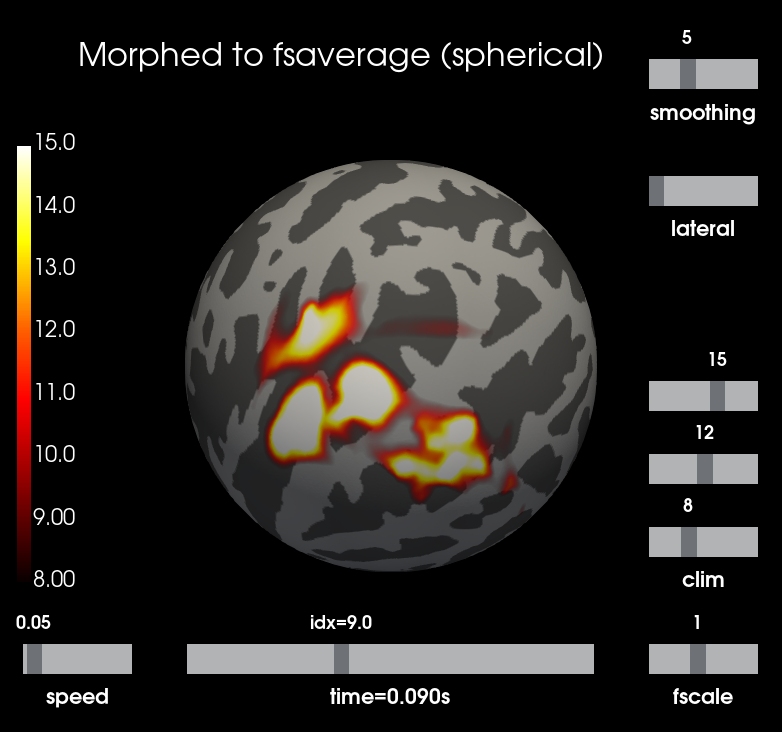 Morphed to fsaverage (spherical)
5
smoothing
lateral
15.0
14.0
13.0
12.0
11.0
10.0
9.00
8.00
15
12
8
clim
0.05
speed
idx=9.0
time=0.090s
1
fscale